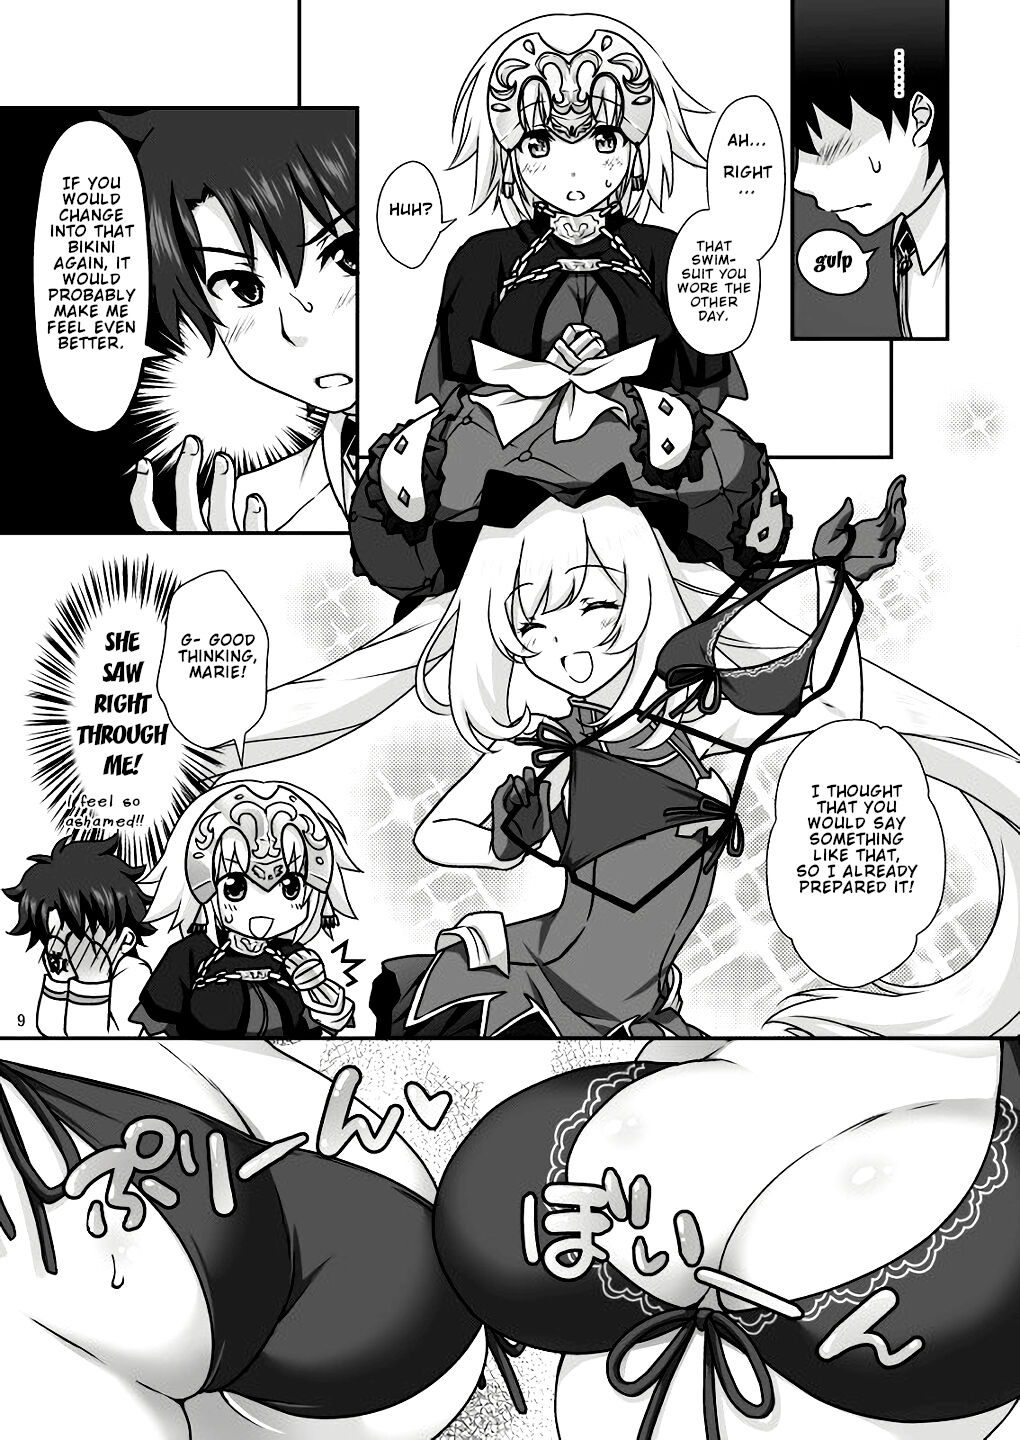 ......
gulp
AH...
RIGHT
...
THAT
SWIM-
SUIT YOU
WORE THE
OTHER
DAY.
HUH?
IF YOU
WOULD
CHANGE
INTO THAT
BIKINI
AGAIN, IT
WOULD
PROBABLY
MAKE ME
FEEL EVEN
BETTER.
I THOUGHT
THAT YOU
WOULD SAY
SOMETHING
LIKE THAT,
SO I ALREADY
PREPARED IT!
G- GOOD
THINKING,
MARIE!
SHE
SAW
RIGHT
THROUGH
ME!
I feel so
ashamed!!
9
ぼいーん
ぷりーん